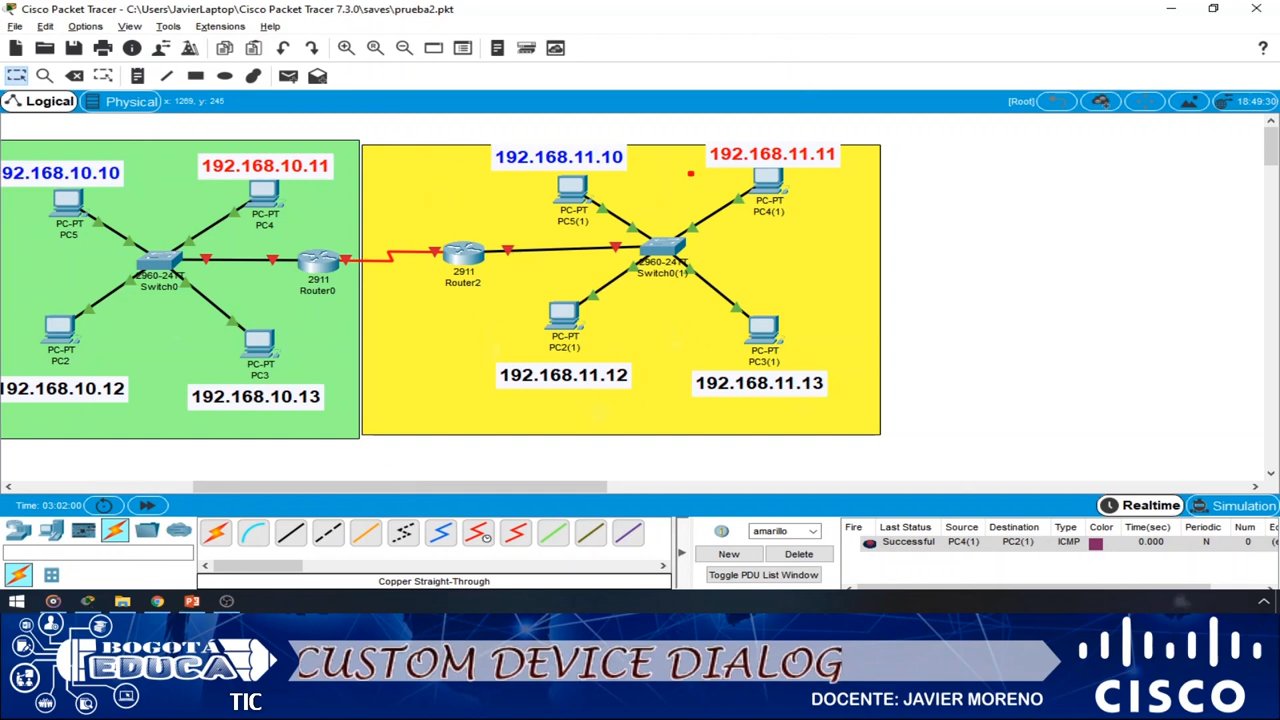 Cisco Packet Tracer - C:\Users\JavierLaptop\Cisco Packet Tracer 7.3.0\saves\prueba2.pkt
File Edit Options View Tools Extensions Help
?
Logical Physical x: 1269, y: 245 [Root] 18:49:30
192.168.10.10
192.168.10.11
192.168.11.10
192.168.11.11
PC-PT
PC5
PC-PT
PC4
PC-PT
PC5(1)
PC-PT
PC4(1)
2960-24TT
Switch0
2911
Router0
2911
Router2
2960-24TT
Switch0(1)
PC-PT
PC2
PC-PT
PC3
PC-PT
PC2(1)
PC-PT
PC3(1)
192.168.10.12
192.168.10.13
192.168.11.12
192.168.11.13
Time: 03:02:00
Realtime Simulation
amarillo
New Delete
Toggle PDU List Window
Fire Last Status Source Destination Type Color Time(sec) Periodic Num
Successful PC4(1) PC2(1) ICMP 0.000 N 0
Copper Straight-Through
BOGOTÁ
EDUCA
TIC
CUSTOM DEVICE DIALOG
DOCENTE: JAVIER MORENO
CISCO